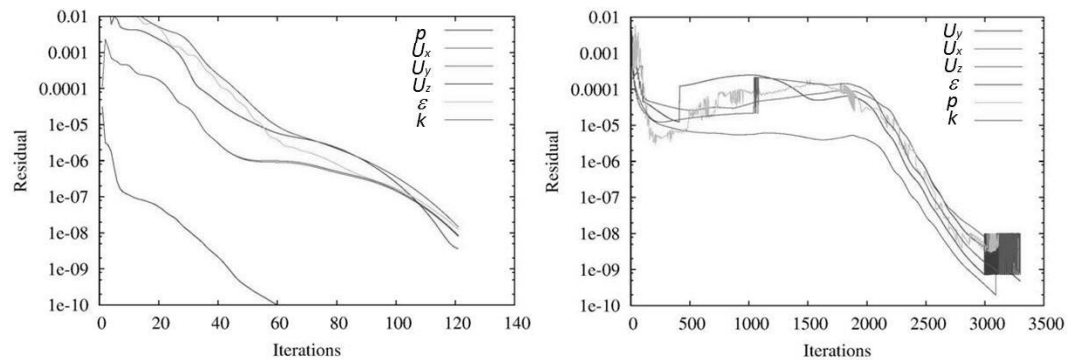 0.01
0.001
0.0001
1e-05
1e-06
1e-07
1e-08
1e-09
1e-10
Residual
p
Ux
Uy
Uz
ε
k
0 20 40 60 80 100 120 140
Iterations
0.01
0.001
0.0001
1e-05
1e-06
1e-07
1e-08
1e-09
1e-10
Residual
Uy
Ux
Uz
ε
p
k
0 500 1000 1500 2000 2500 3000 3500
Iterations